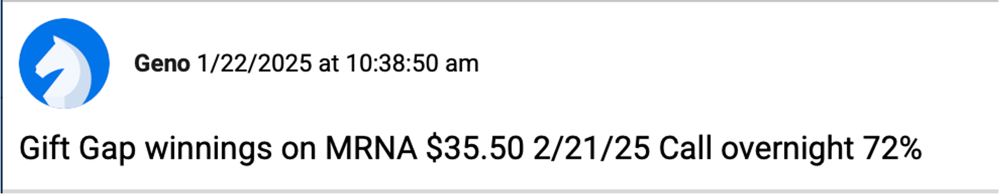 Geno 1/22/2025 at 10:38:50 am
Gift Gap winnings on MRNA $35.50 2/21/25 Call overnight 72%